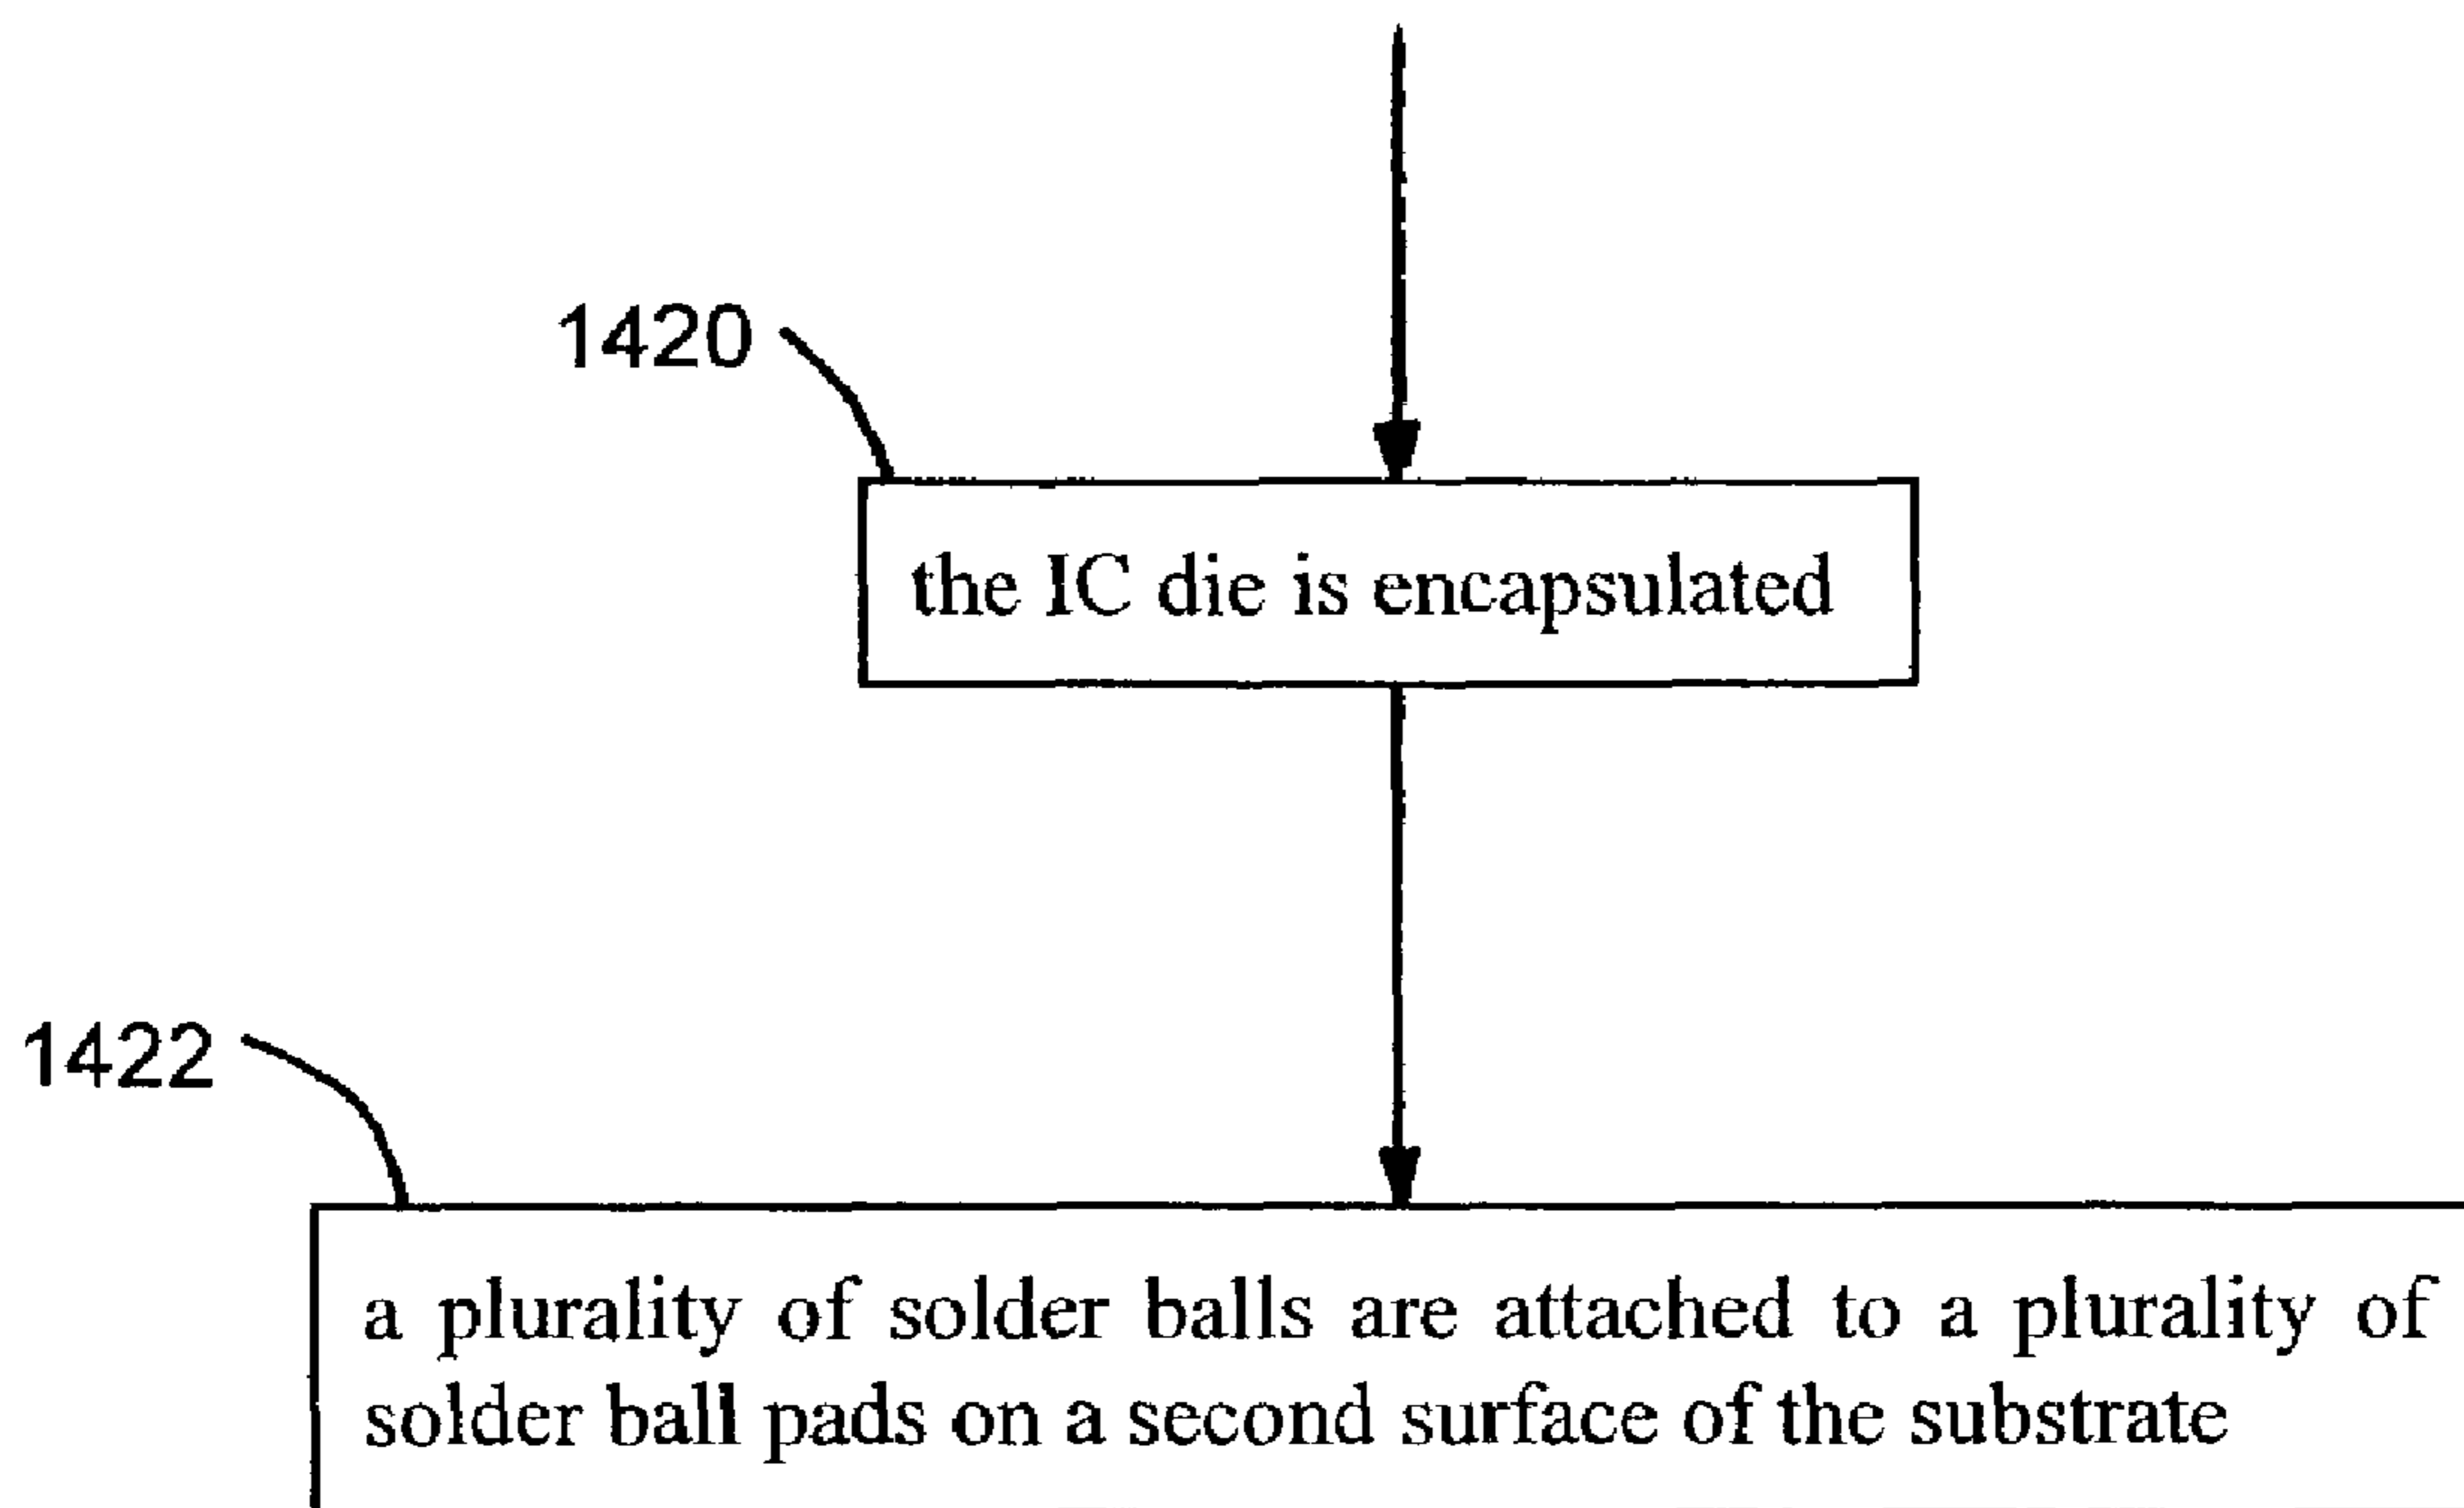 1420
the IC die is encapsulated
1422
a plurality of solder balls are attached to a plurality of
solder ball pads on a second surface of the substrate